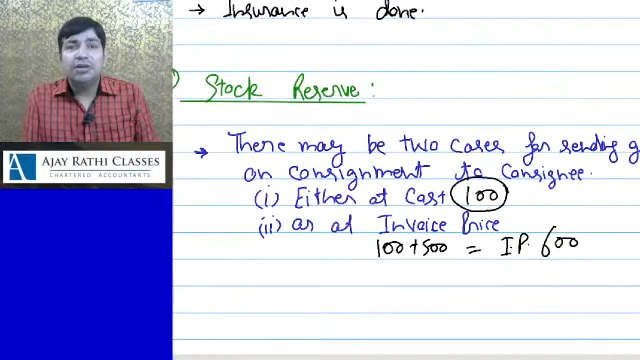 → Insurance is done.
) Stock Reserve:
→ There may be two cases for sending g
on consignment to consignee.
(i) Either at Cost 100
(ii) as at Invoice Price
100 + 500 = I.P. 600
A AJAY RATHI CLASSES
CHARTERED ACCOUNTANTS